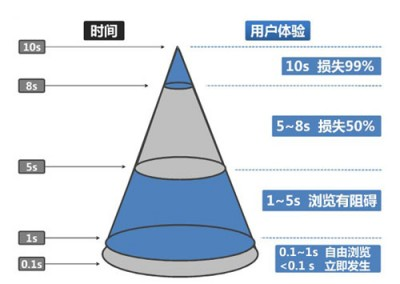 时间
用户体验
10s
10s 损失99%
8s
5~8s 损失50%
5s
1~5s 浏览有阻碍
1s
0.1~1s 自由浏览
0.1s
<0.1 s 立即发生